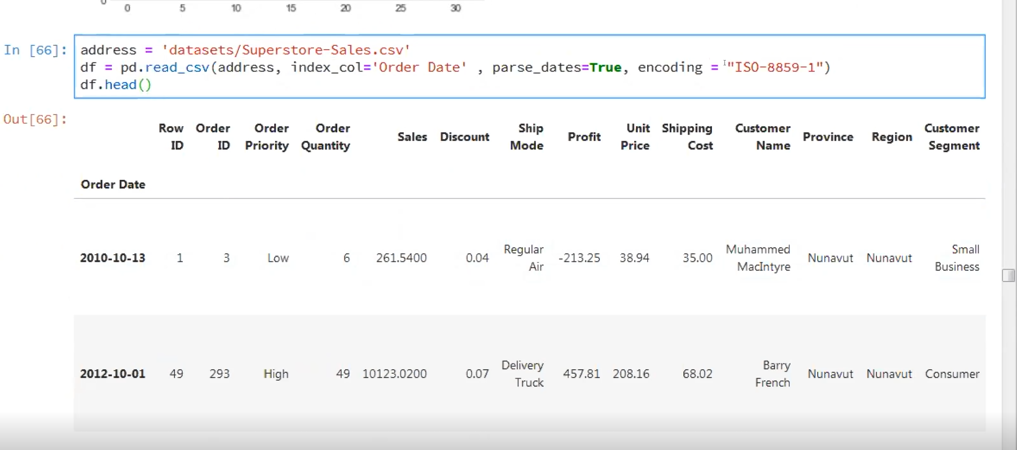 0 5 10 15 20 25 30
In [66]: address = 'datasets/Superstore-Sales.csv'
df = pd.read_csv(address, index_col='Order Date' , parse_dates=True, encoding ="ISO-8859-1")
df.head()
Out[66]:
Row ID Order ID Order Priority Order Quantity Sales Discount Ship Mode Profit Unit Price Shipping Cost Customer Name Province Region Customer Segment
Order Date
2010-10-13 1 3 Low 6 261.5400 0.04 Regular Air -213.25 38.94 35.00 Muhammed MacIntyre Nunavut Nunavut Small Business
2012-10-01 49 293 High 49 10123.0200 0.07 Delivery Truck 457.81 208.16 68.02 Barry French Nunavut Nunavut Consumer